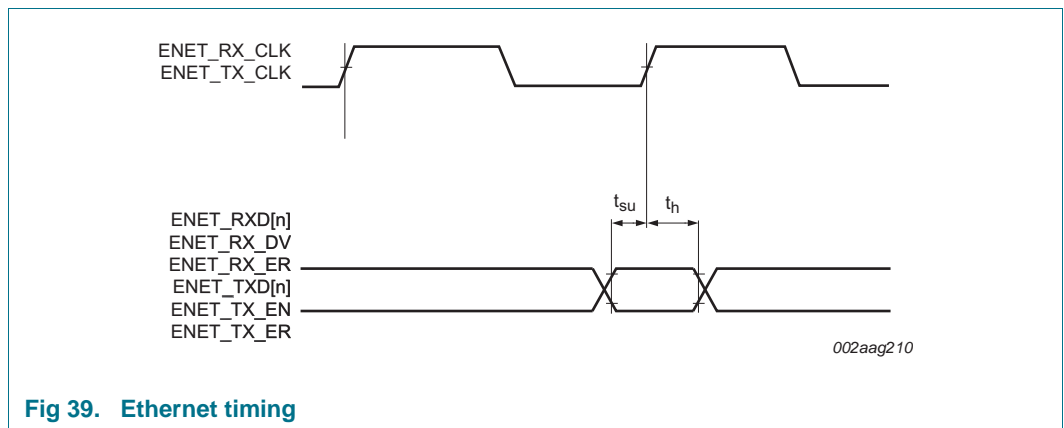 ENET_RX_CLK
ENET_TX_CLK
tsu
th
ENET_RXD[n]
ENET_RX_DV
ENET_RX_ER
ENET_TXD[n]
ENET_TX_EN
ENET_TX_ER
002aag210
Fig 39. Ethernet timing